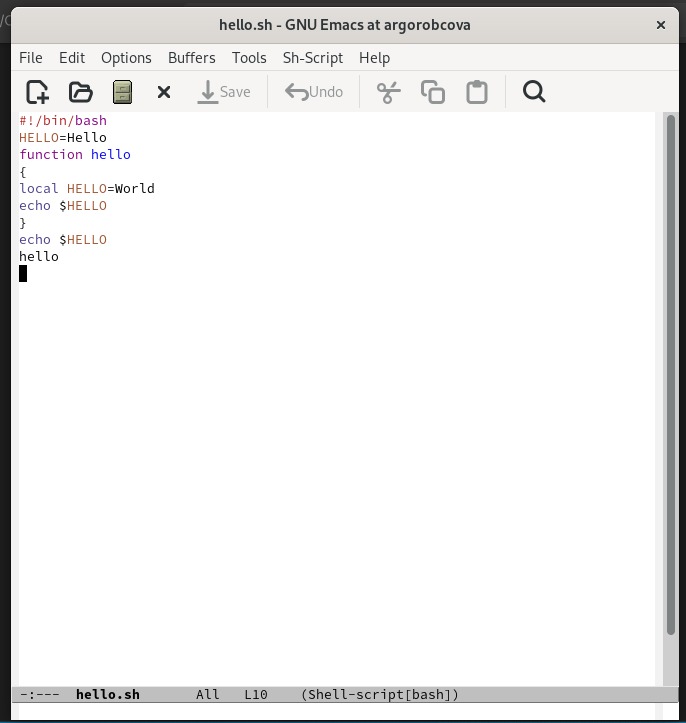 /C
hello.sh - GNU Emacs at argorobcova
File Edit Options Buffers Tools Sh-Script Help
Save Undo
#!/bin/bash
HELLO=Hello
function hello
{
local HELLO=World
echo $HELLO
}
echo $HELLO
hello
-:--- hello.sh All L10 (Shell-script[bash])